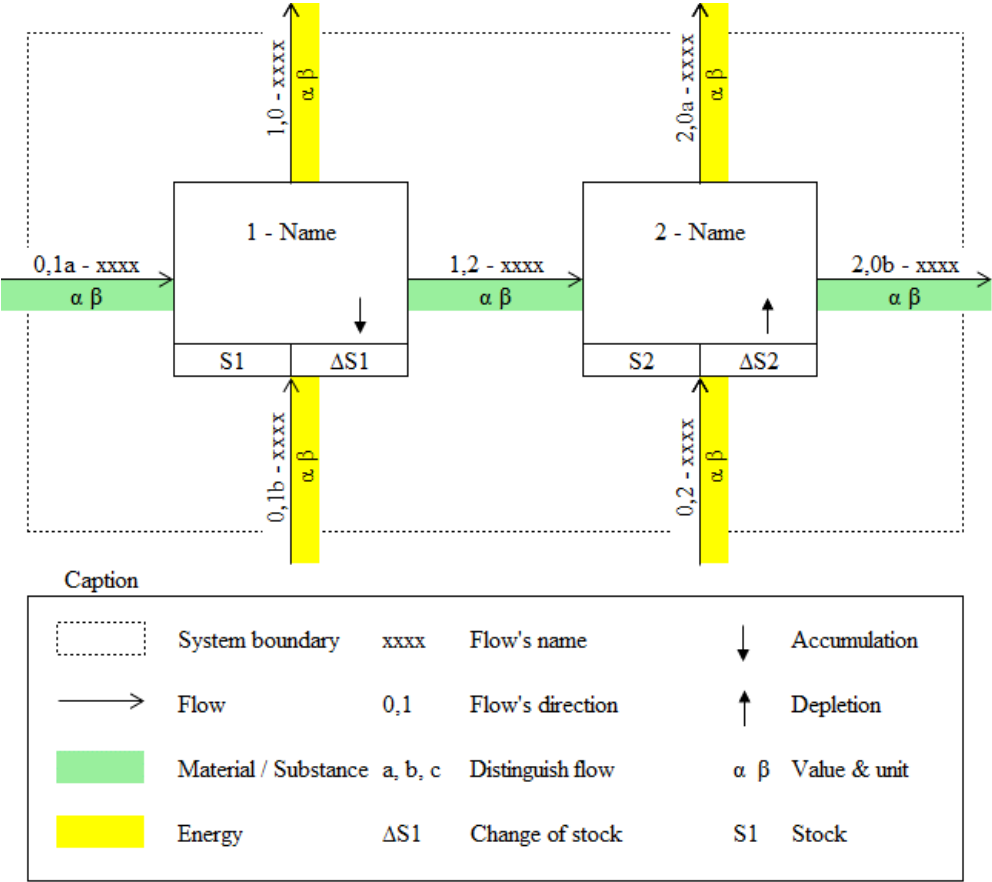 1,0 - xxxx
α β
2,0a - xxxx
α β
1 - Name
2 - Name
0,1a - xxxx
α β
1,2 - xxxx
α β
2,0b - xxxx
α β
S1
ΔS1
S2
ΔS2
0,1b - xxxx
α β
0,2 - xxxx
α β
Caption
System boundary xxxx Flow's name Accumulation
Flow 0,1 Flow's direction Depletion
Material / Substance a, b, c Distinguish flow α β Value & unit
Energy ΔS1 Change of stock S1 Stock